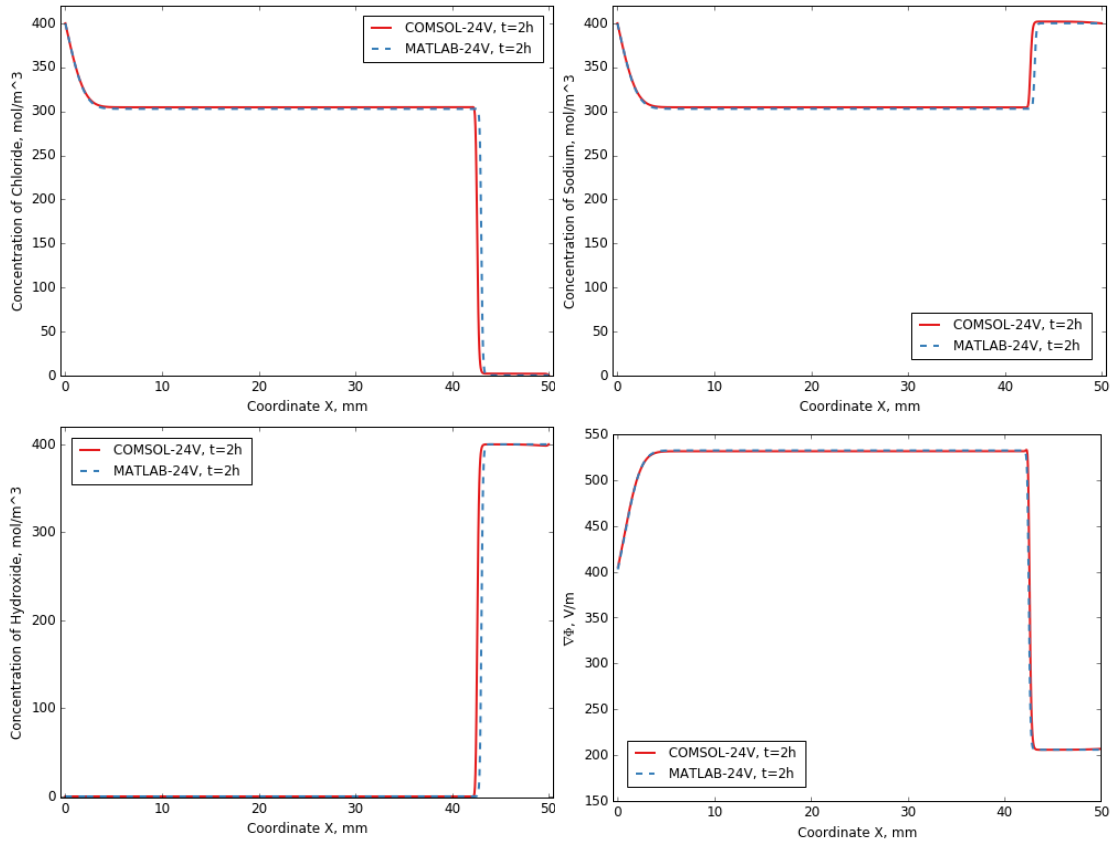 Concentration of Chloride, mol/m^3
400
350
300
250
200
150
100
50
0
COMSOL-24V, t=2h
MATLAB-24V, t=2h
0 10 20 30 40 50
Coordinate X, mm
Concentration of Sodium, mol/m^3
400
350
300
250
200
150
100
50
0
COMSOL-24V, t=2h
MATLAB-24V, t=2h
0 10 20 30 40 50
Coordinate X, mm
Concentration of Hydroxide, mol/m^3
400
300
200
100
0
COMSOL-24V, t=2h
MATLAB-24V, t=2h
0 10 20 30 40 50
Coordinate X, mm
∇Φ, V/m
550
500
450
400
350
300
250
200
150
COMSOL-24V, t=2h
MATLAB-24V, t=2h
0 10 20 30 40 50
Coordinate X, mm